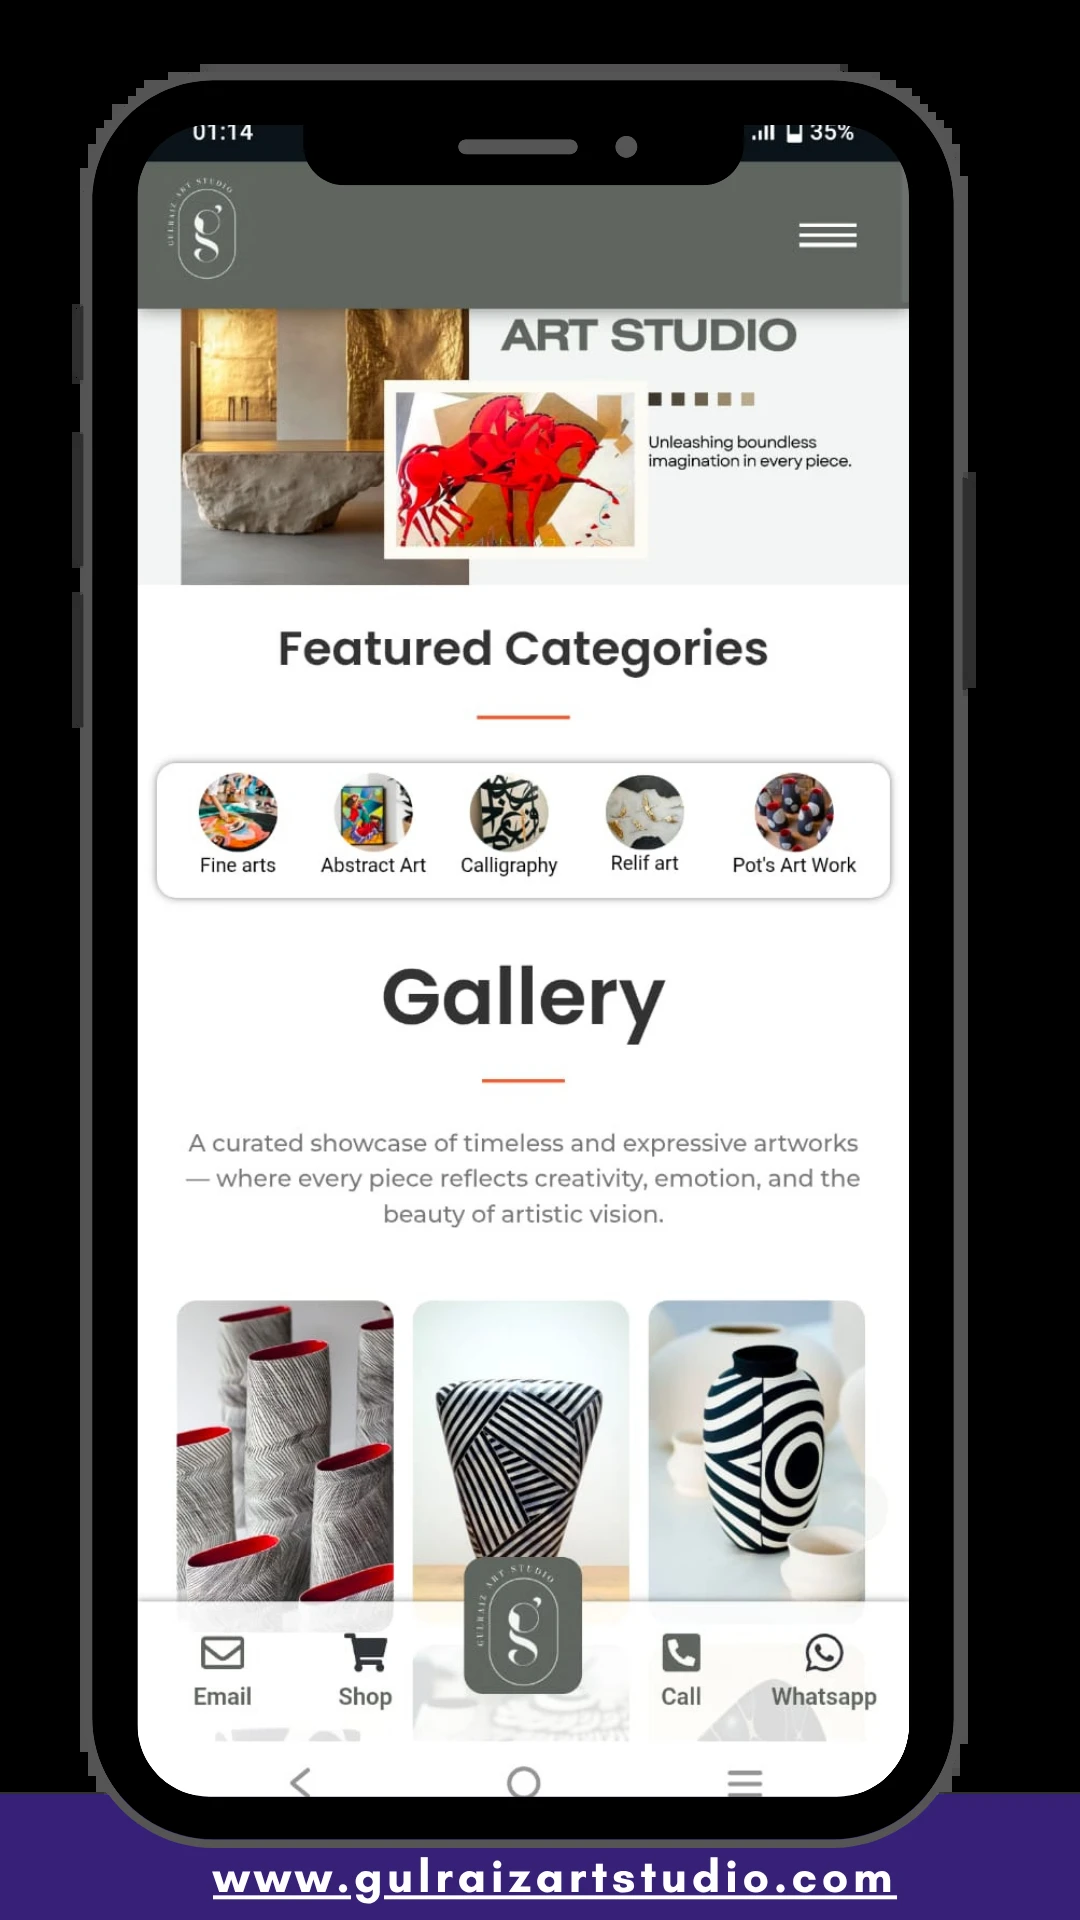 01:14
35%
GULRAIZ ART STUDIO
g
ART STUDIO
Unleashing boundless
imagination in every piece.
Featured Categories
Fine arts
Abstract Art
Calligraphy
Relif art
Pot's Art Work
Gallery
A curated showcase of timeless and expressive artworks
— where every piece reflects creativity, emotion, and the
beauty of artistic vision.
GULRAIZ ART STUDIO
g
Email
Shop
Call
Whatsapp
www.gulraizartstudio.com